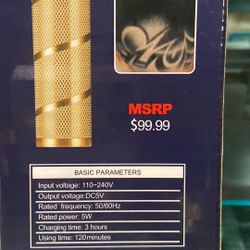 MSRP
$99.99
BASIC PARAMETERS
Input voltage: 110~240V
Output voltage:DC5V
Rated frequency: 50/60Hz
Rated power: 5W
Charging time: 3 hours
Using time: 120minutes